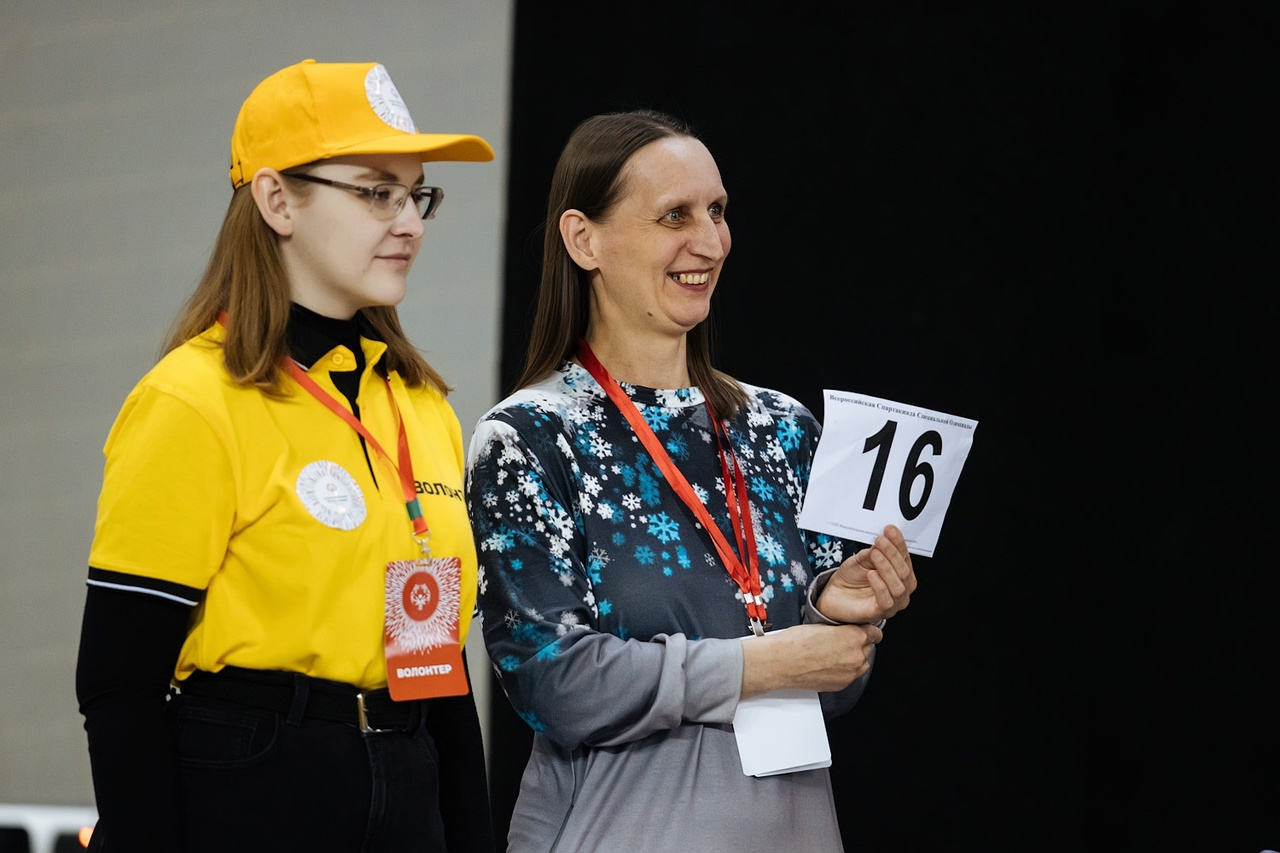 ВОЛОНТ
ВОЛОНТЕР
Всероссийская Спартакиада Специальной Олимпиады
16